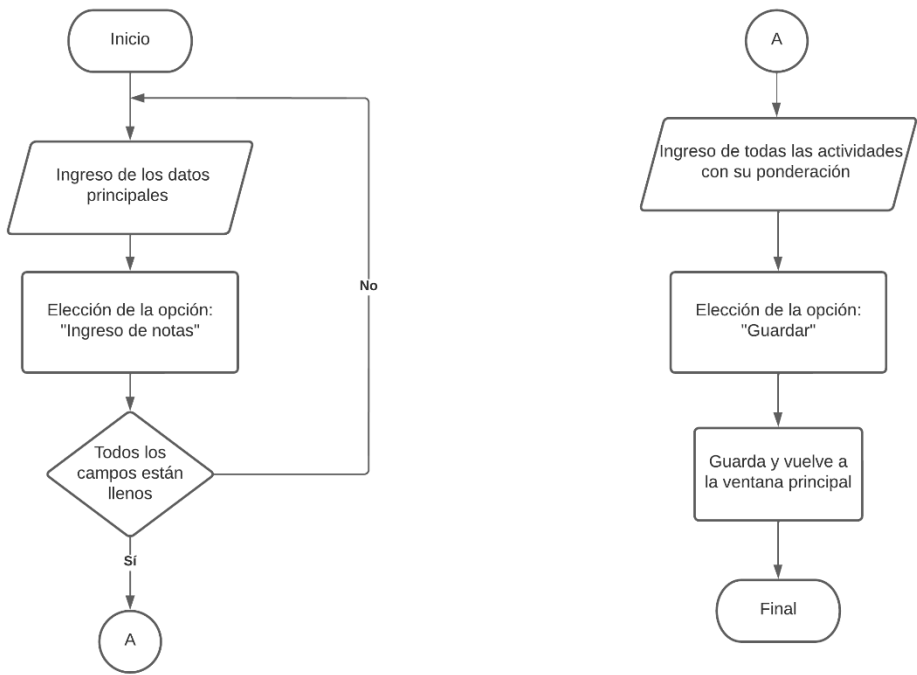 Inicio
Ingreso de los datos
principales
Elección de la opción:
"Ingreso de notas"
No
Todos los
campos están
llenos
Sí
A
A
Ingreso de todas las actividades
con su ponderación
Elección de la opción:
"Guardar"
Guarda y vuelve a
la ventana principal
Final